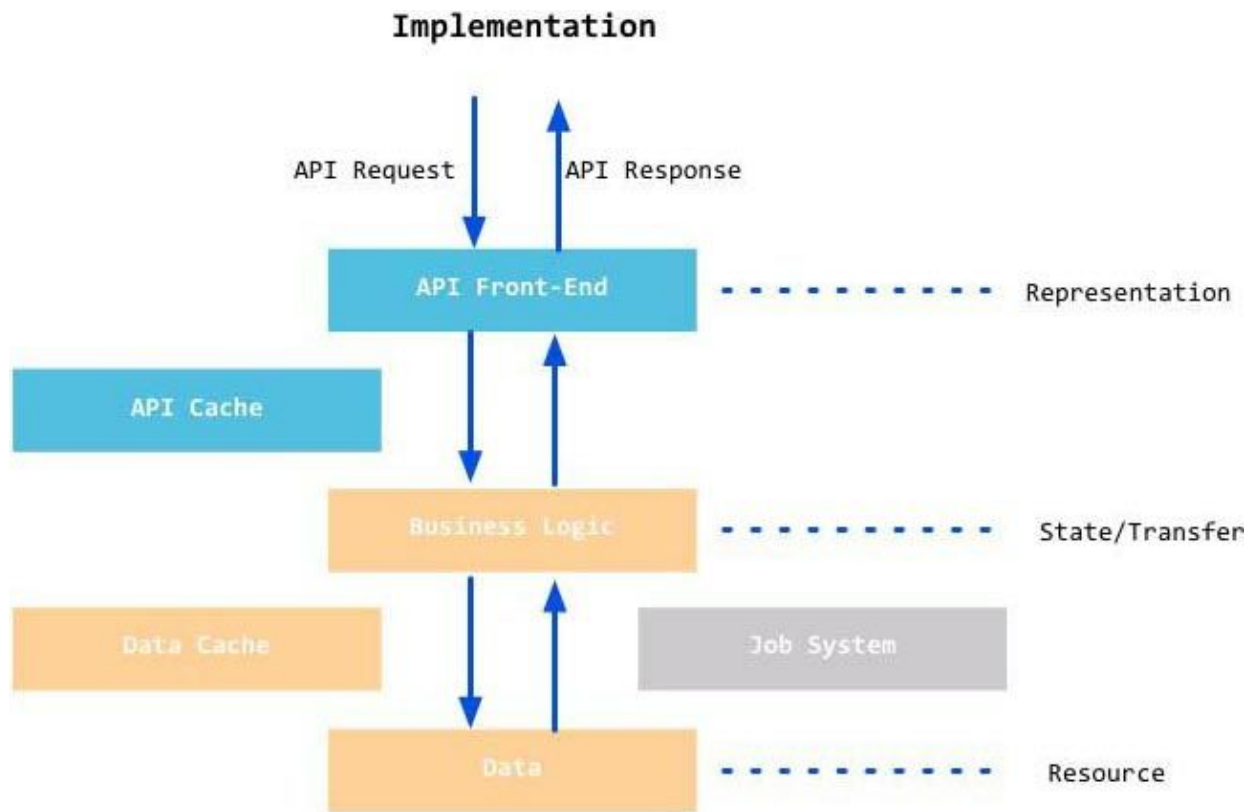 Implementation
API Request
API Response
API Front-End
Representation
API Cache
Business Logic
State/Transfer
Data Cache
Job System
Data
Resource